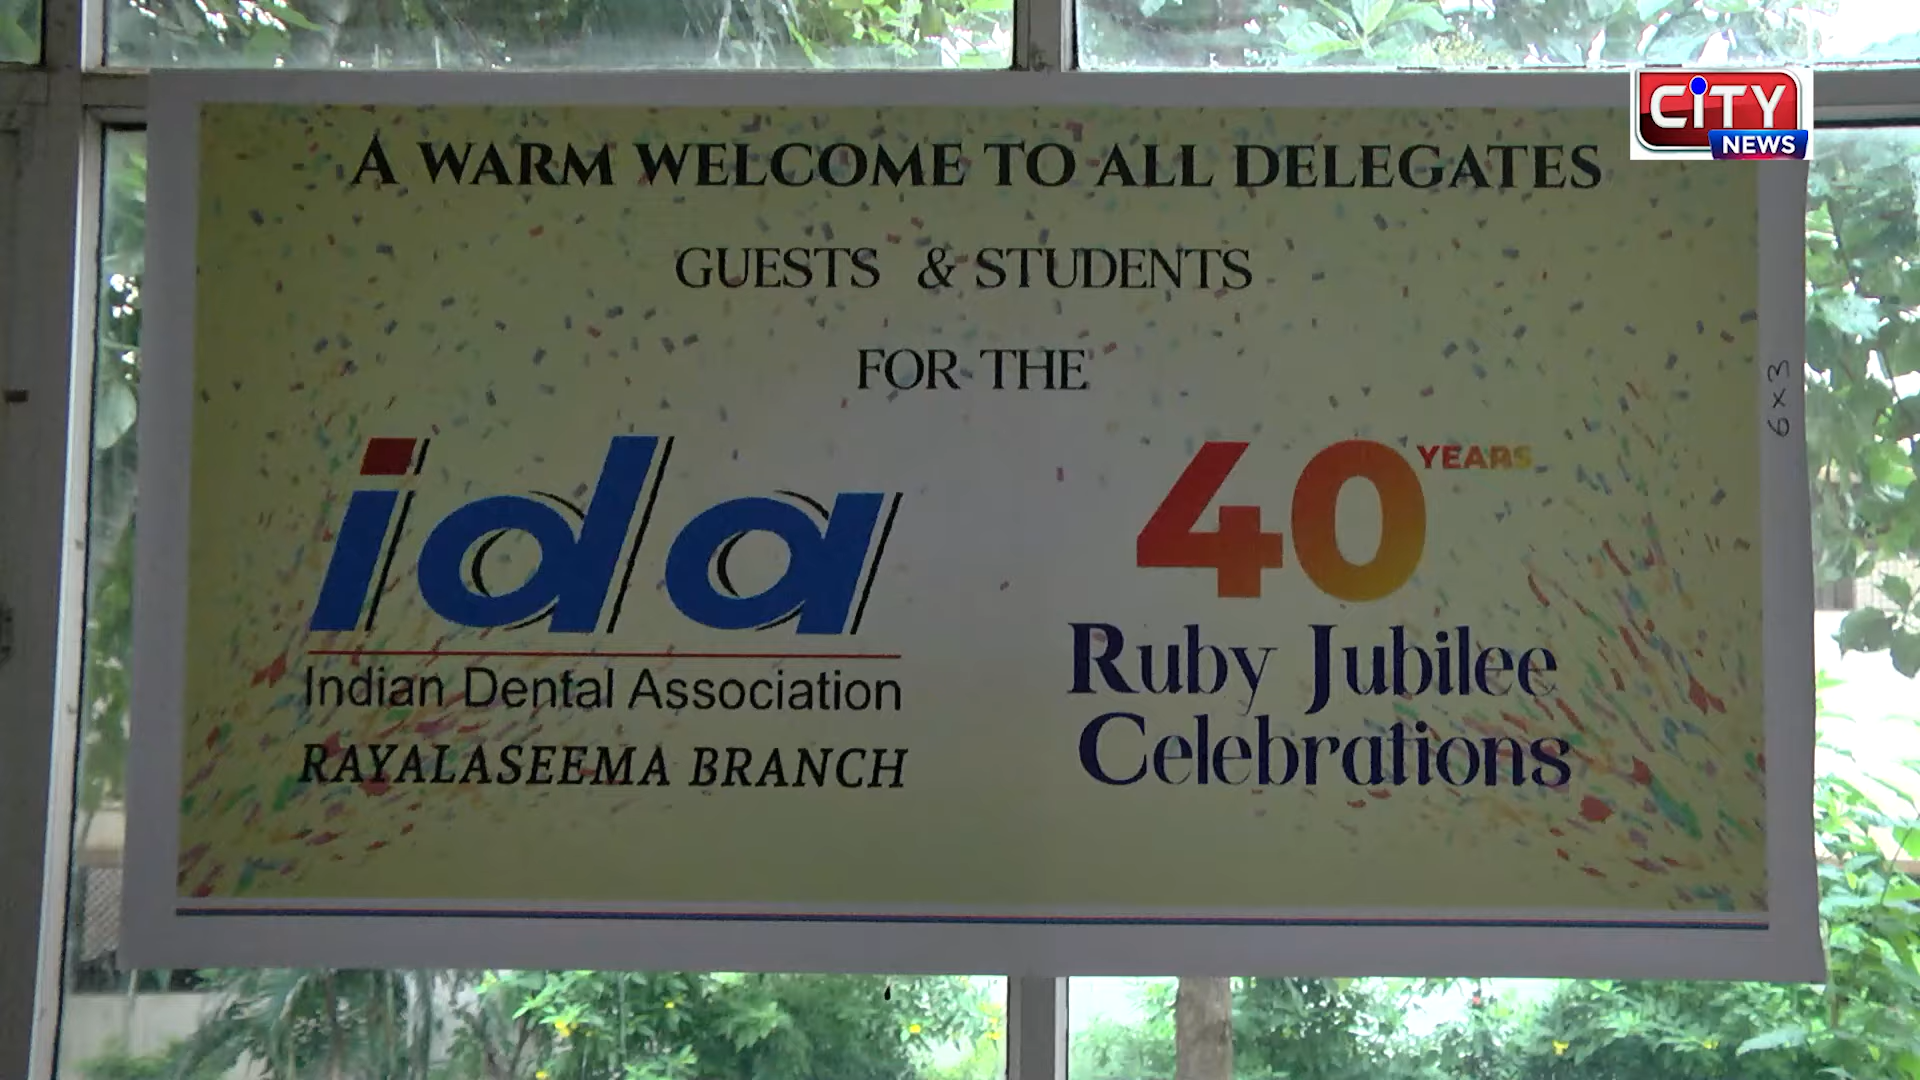 CiTY
NEWS
A WARM WELCOME TO ALL DELEGATES
GUESTS & STUDENTS
FOR THE
ida
Indian Dental Association
RAYALASEEMA BRANCH
40 YEARS
Ruby Jubilee
Celebrations
6x3